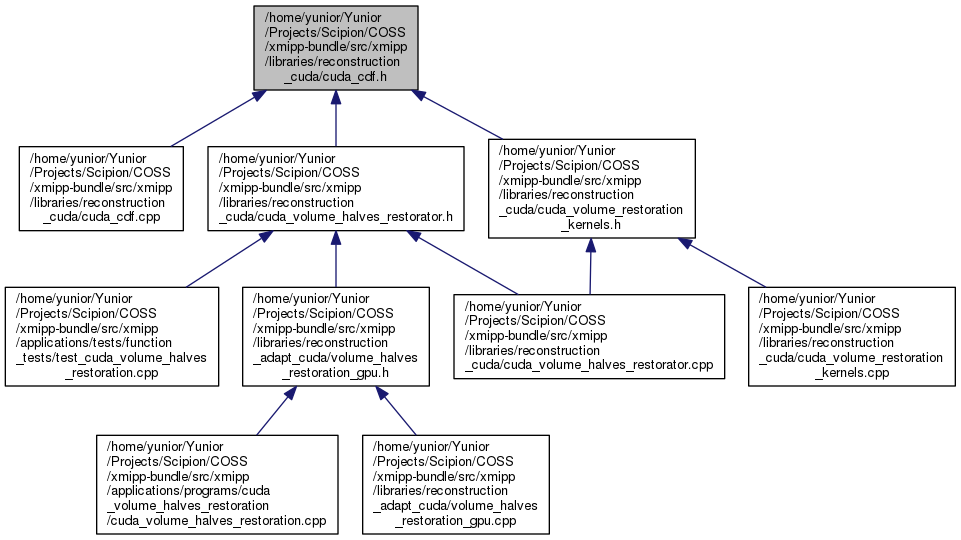 /home/yunior/Yunior
/Projects/Scipion/COSS
/xmipp-bundle/src/xmipp
/libraries/reconstruction
_cuda/cuda_cdf.h
/home/yunior/Yunior
/Projects/Scipion/COSS
/xmipp-bundle/src/xmipp
/libraries/reconstruction
_cuda/cuda_cdf.cpp
/home/yunior/Yunior
/Projects/Scipion/COSS
/xmipp-bundle/src/xmipp
/libraries/reconstruction
_cuda/cuda_volume_halves_restorator.h
/home/yunior/Yunior
/Projects/Scipion/COSS
/xmipp-bundle/src/xmipp
/libraries/reconstruction
_cuda/cuda_volume_restoration
_kernels.h
/home/yunior/Yunior
/Projects/Scipion/COSS
/xmipp-bundle/src/xmipp
/applications/tests/function
_tests/test_cuda_volume_halves
_restoration.cpp
/home/yunior/Yunior
/Projects/Scipion/COSS
/xmipp-bundle/src/xmipp
/libraries/reconstruction
_adapt_cuda/volume_halves
_restoration_gpu.h
/home/yunior/Yunior
/Projects/Scipion/COSS
/xmipp-bundle/src/xmipp
/libraries/reconstruction
_cuda/cuda_volume_halves_restorator.cpp
/home/yunior/Yunior
/Projects/Scipion/COSS
/xmipp-bundle/src/xmipp
/libraries/reconstruction
_cuda/cuda_volume_restoration
_kernels.cpp
/home/yunior/Yunior
/Projects/Scipion/COSS
/xmipp-bundle/src/xmipp
/applications/programs/cuda
_volume_halves_restoration
/cuda_volume_halves_restoration.cpp
/home/yunior/Yunior
/Projects/Scipion/COSS
/xmipp-bundle/src/xmipp
/libraries/reconstruction
_adapt_cuda/volume_halves
_restoration_gpu.cpp